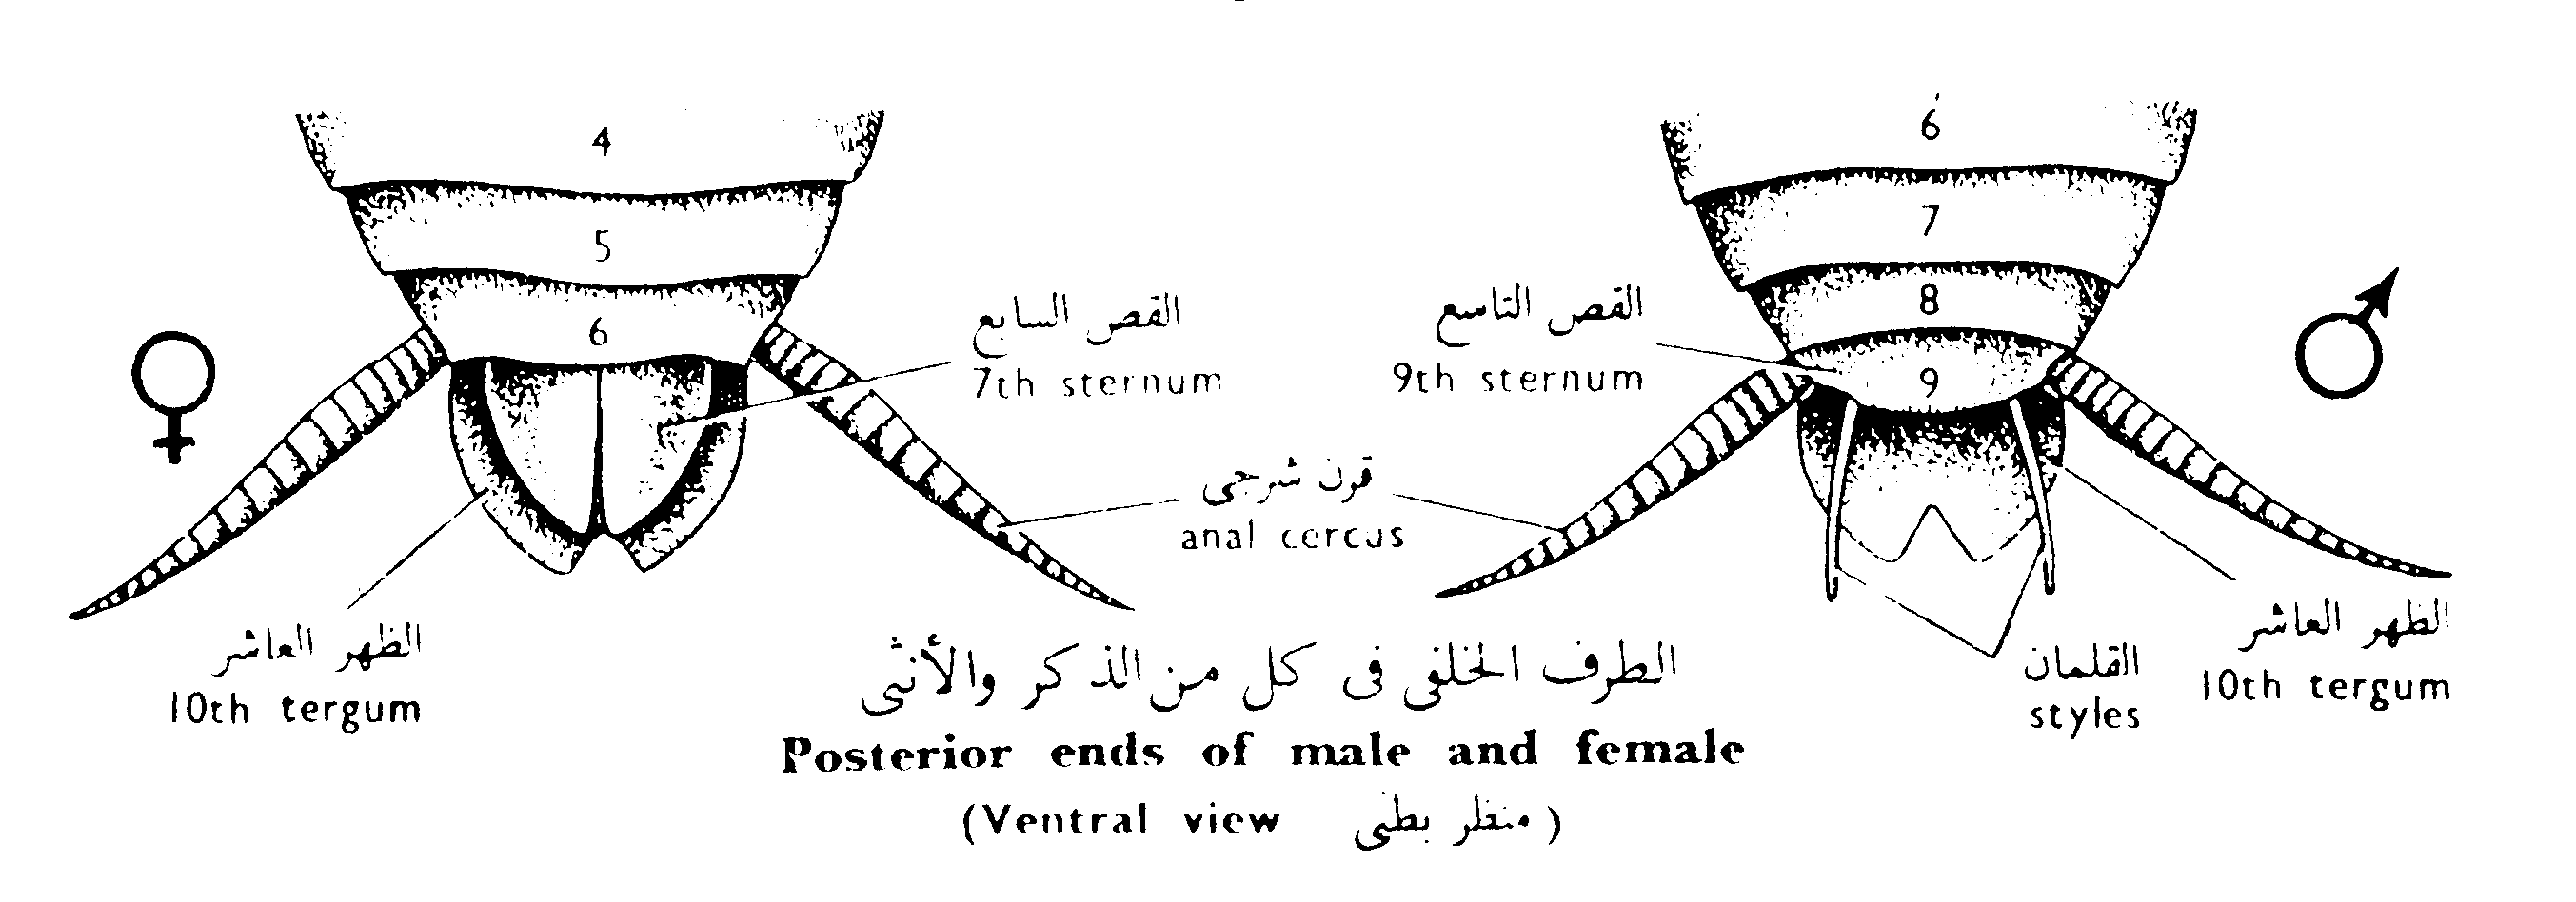 4
5
6
القص السابع
7th sternum
الظهر العاشر
10th tergum
قرن شرجى
anal cercus
6
7
8
9
القص التاسع
9th sternum
القلمان
styles
الظهر العاشر
10th tergum
الطرف الخلفى فى كل من الذكر والأنثى
Posterior ends of male and female
(Ventral view منظر بطنى)